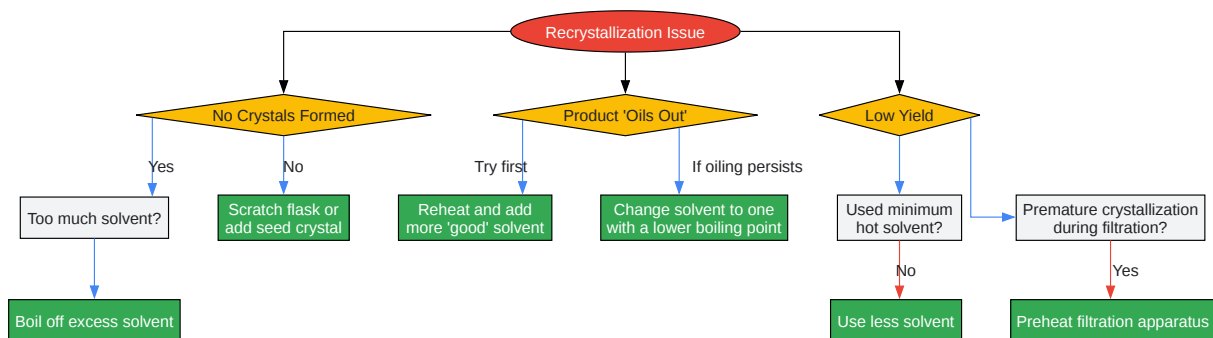 Recrystallization Issue
No Crystals Formed
Product 'Oils Out'
Low Yield
Yes
No
Try first
If oiling persists
Too much solvent?
Scratch flask or
add seed crystal
Reheat and add
more 'good' solvent
Change solvent to one
with a lower boiling point
Used minimum
hot solvent?
Premature crystallization
during filtration?
No
Yes
Boil off excess solvent
Use less solvent
Preheat filtration apparatus